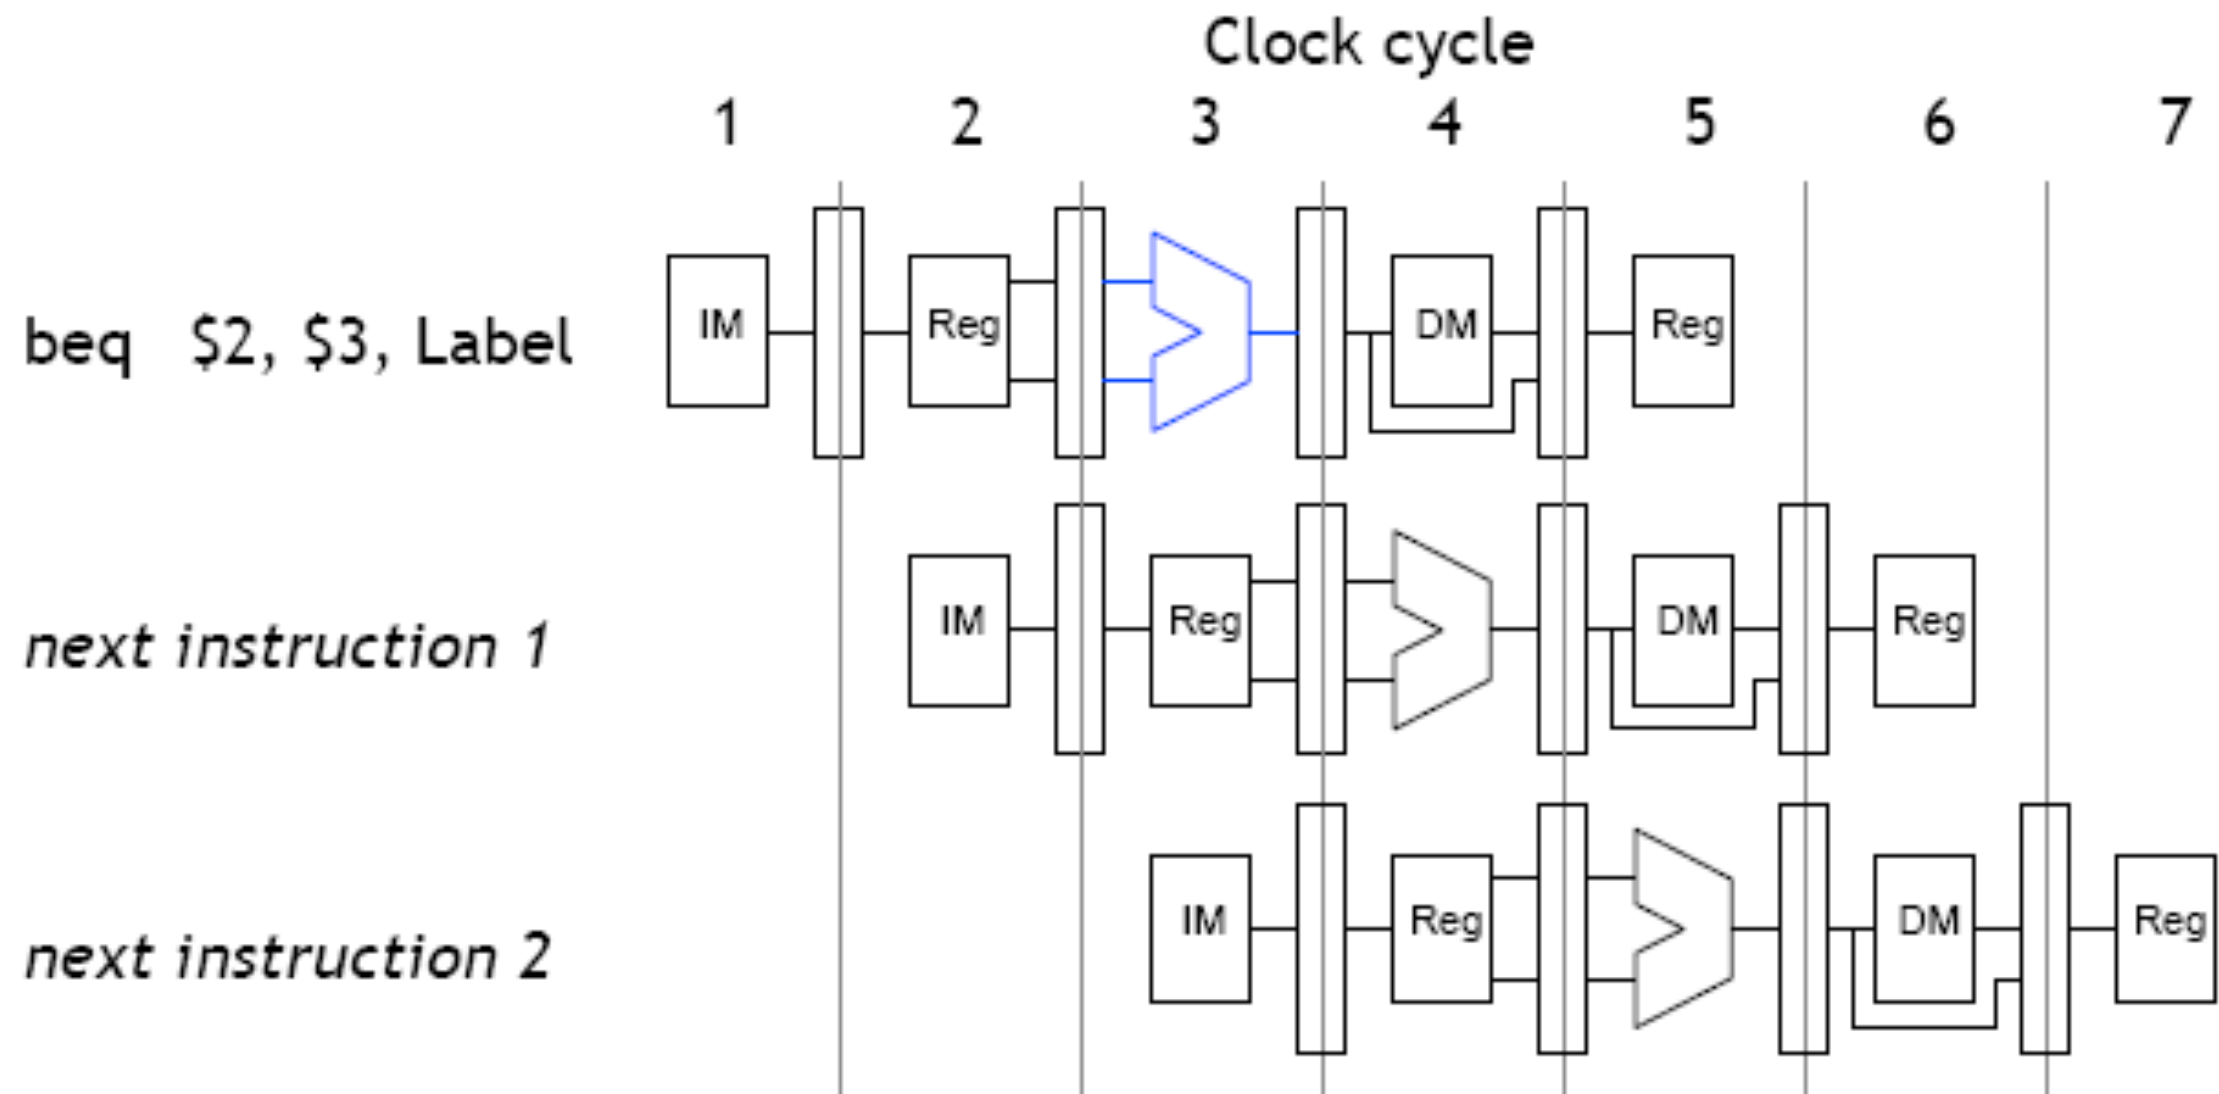 Clock cycle
1 2 3 4 5 6 7
beq $2, $3, Label IM Reg DM Reg
next instruction 1 IM Reg DM Reg
next instruction 2 IM Reg DM Reg